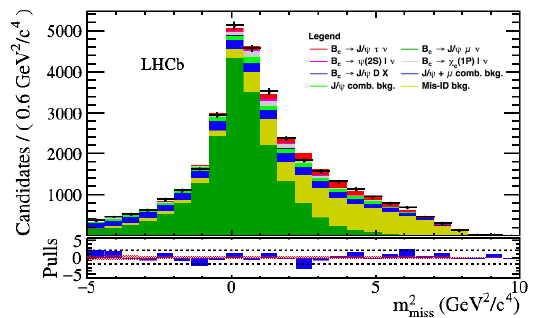 Candidates / ( 0.6 GeV²/c⁴ )
5000
4000
3000
2000
1000
LHCb
Legend
B_c → J/ψ τ ν
B_c → J/ψ μ ν
B_c → ψ(2S) l ν
B_c → χ_c(1P) l ν
B_c → J/ψ D X
J/ψ + μ comb. bkg.
J/ψ comb. bkg.
Mis-ID bkg.
Pulls
5
0
-5
-5
0
5
10
m²_miss (GeV²/c⁴)